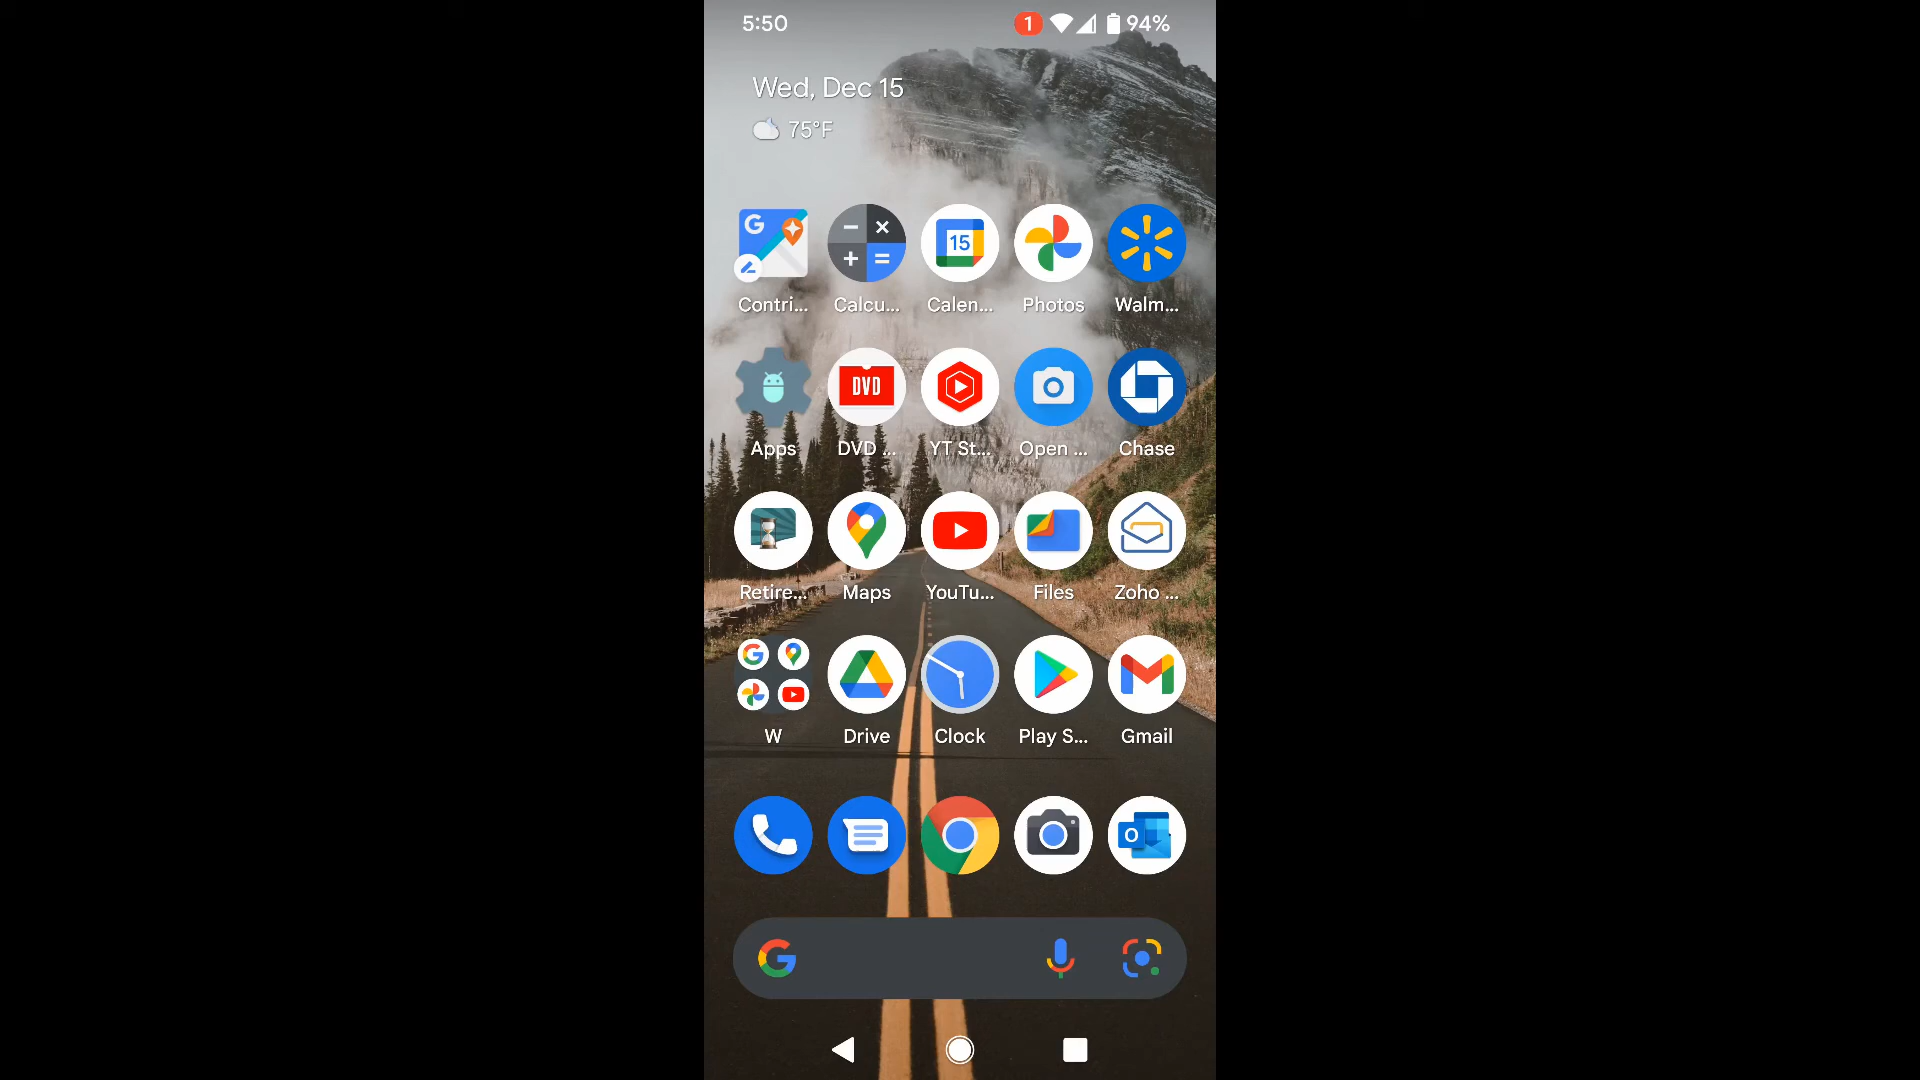 5:50 1 94%
Wed, Dec 15
75°F
G
15
Contri... Calcu... Calen... Photos Walm...
DVD
Apps DVD ... YT St... Open ... Chase
Retire... Maps YouTu... Files Zoho ...
W Drive Clock Play S... Gmail
O